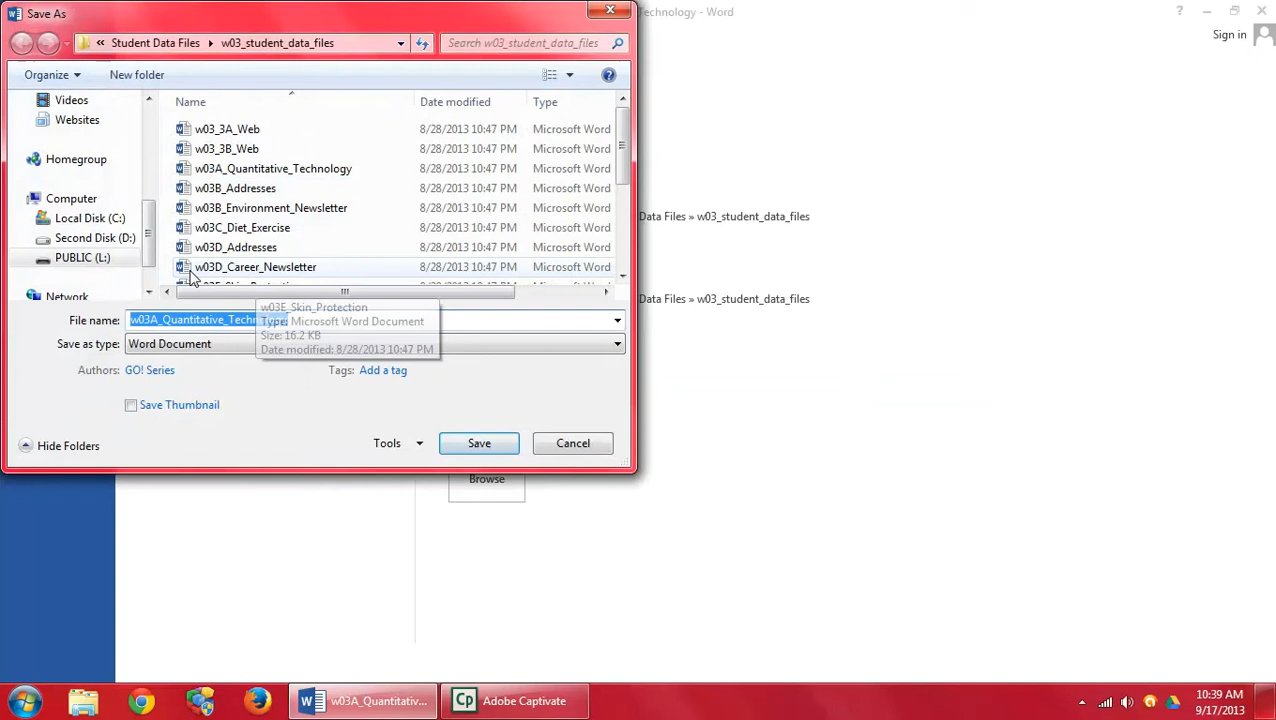 Save As
Technology - Word
Sign in
« Student Data Files w03_student_data_files
Search w03_student_data_files
Organize New folder
Name Date modified Type
Videos
Websites
Homegroup
Computer
Local Disk (C:)
Second Disk (D:)
PUBLIC (L:)
Network
w03_3A_Web 8/28/2013 10:47 PM Microsoft Word
w03_3B_Web 8/28/2013 10:47 PM Microsoft Word
w03A_Quantitative_Technology 8/28/2013 10:47 PM Microsoft Word
w03B_Addresses 8/28/2013 10:47 PM Microsoft Word
w03B_Environment_Newsletter 8/28/2013 10:47 PM Microsoft Word
w03C_Diet_Exercise 8/28/2013 10:47 PM Microsoft Word
w03D_Addresses 8/28/2013 10:47 PM Microsoft Word
w03D_Career_Newsletter 8/28/2013 10:47 PM Microsoft Word
Data Files » w03_student_data_files
Data Files » w03_student_data_files
w03E_Skin_Protection
Type: Microsoft Word Document
Size: 16.2 KB
Date modified: 8/28/2013 10:47 PM
File name: w03A_Quantitative_Techn
Save as type: Word Document
Authors: GO! Series Tags: Add a tag
Save Thumbnail
Hide Folders Tools Save Cancel
Browse
w03A_Quantitativ...
Cp Adobe Captivate
10:39 AM
9/17/2013